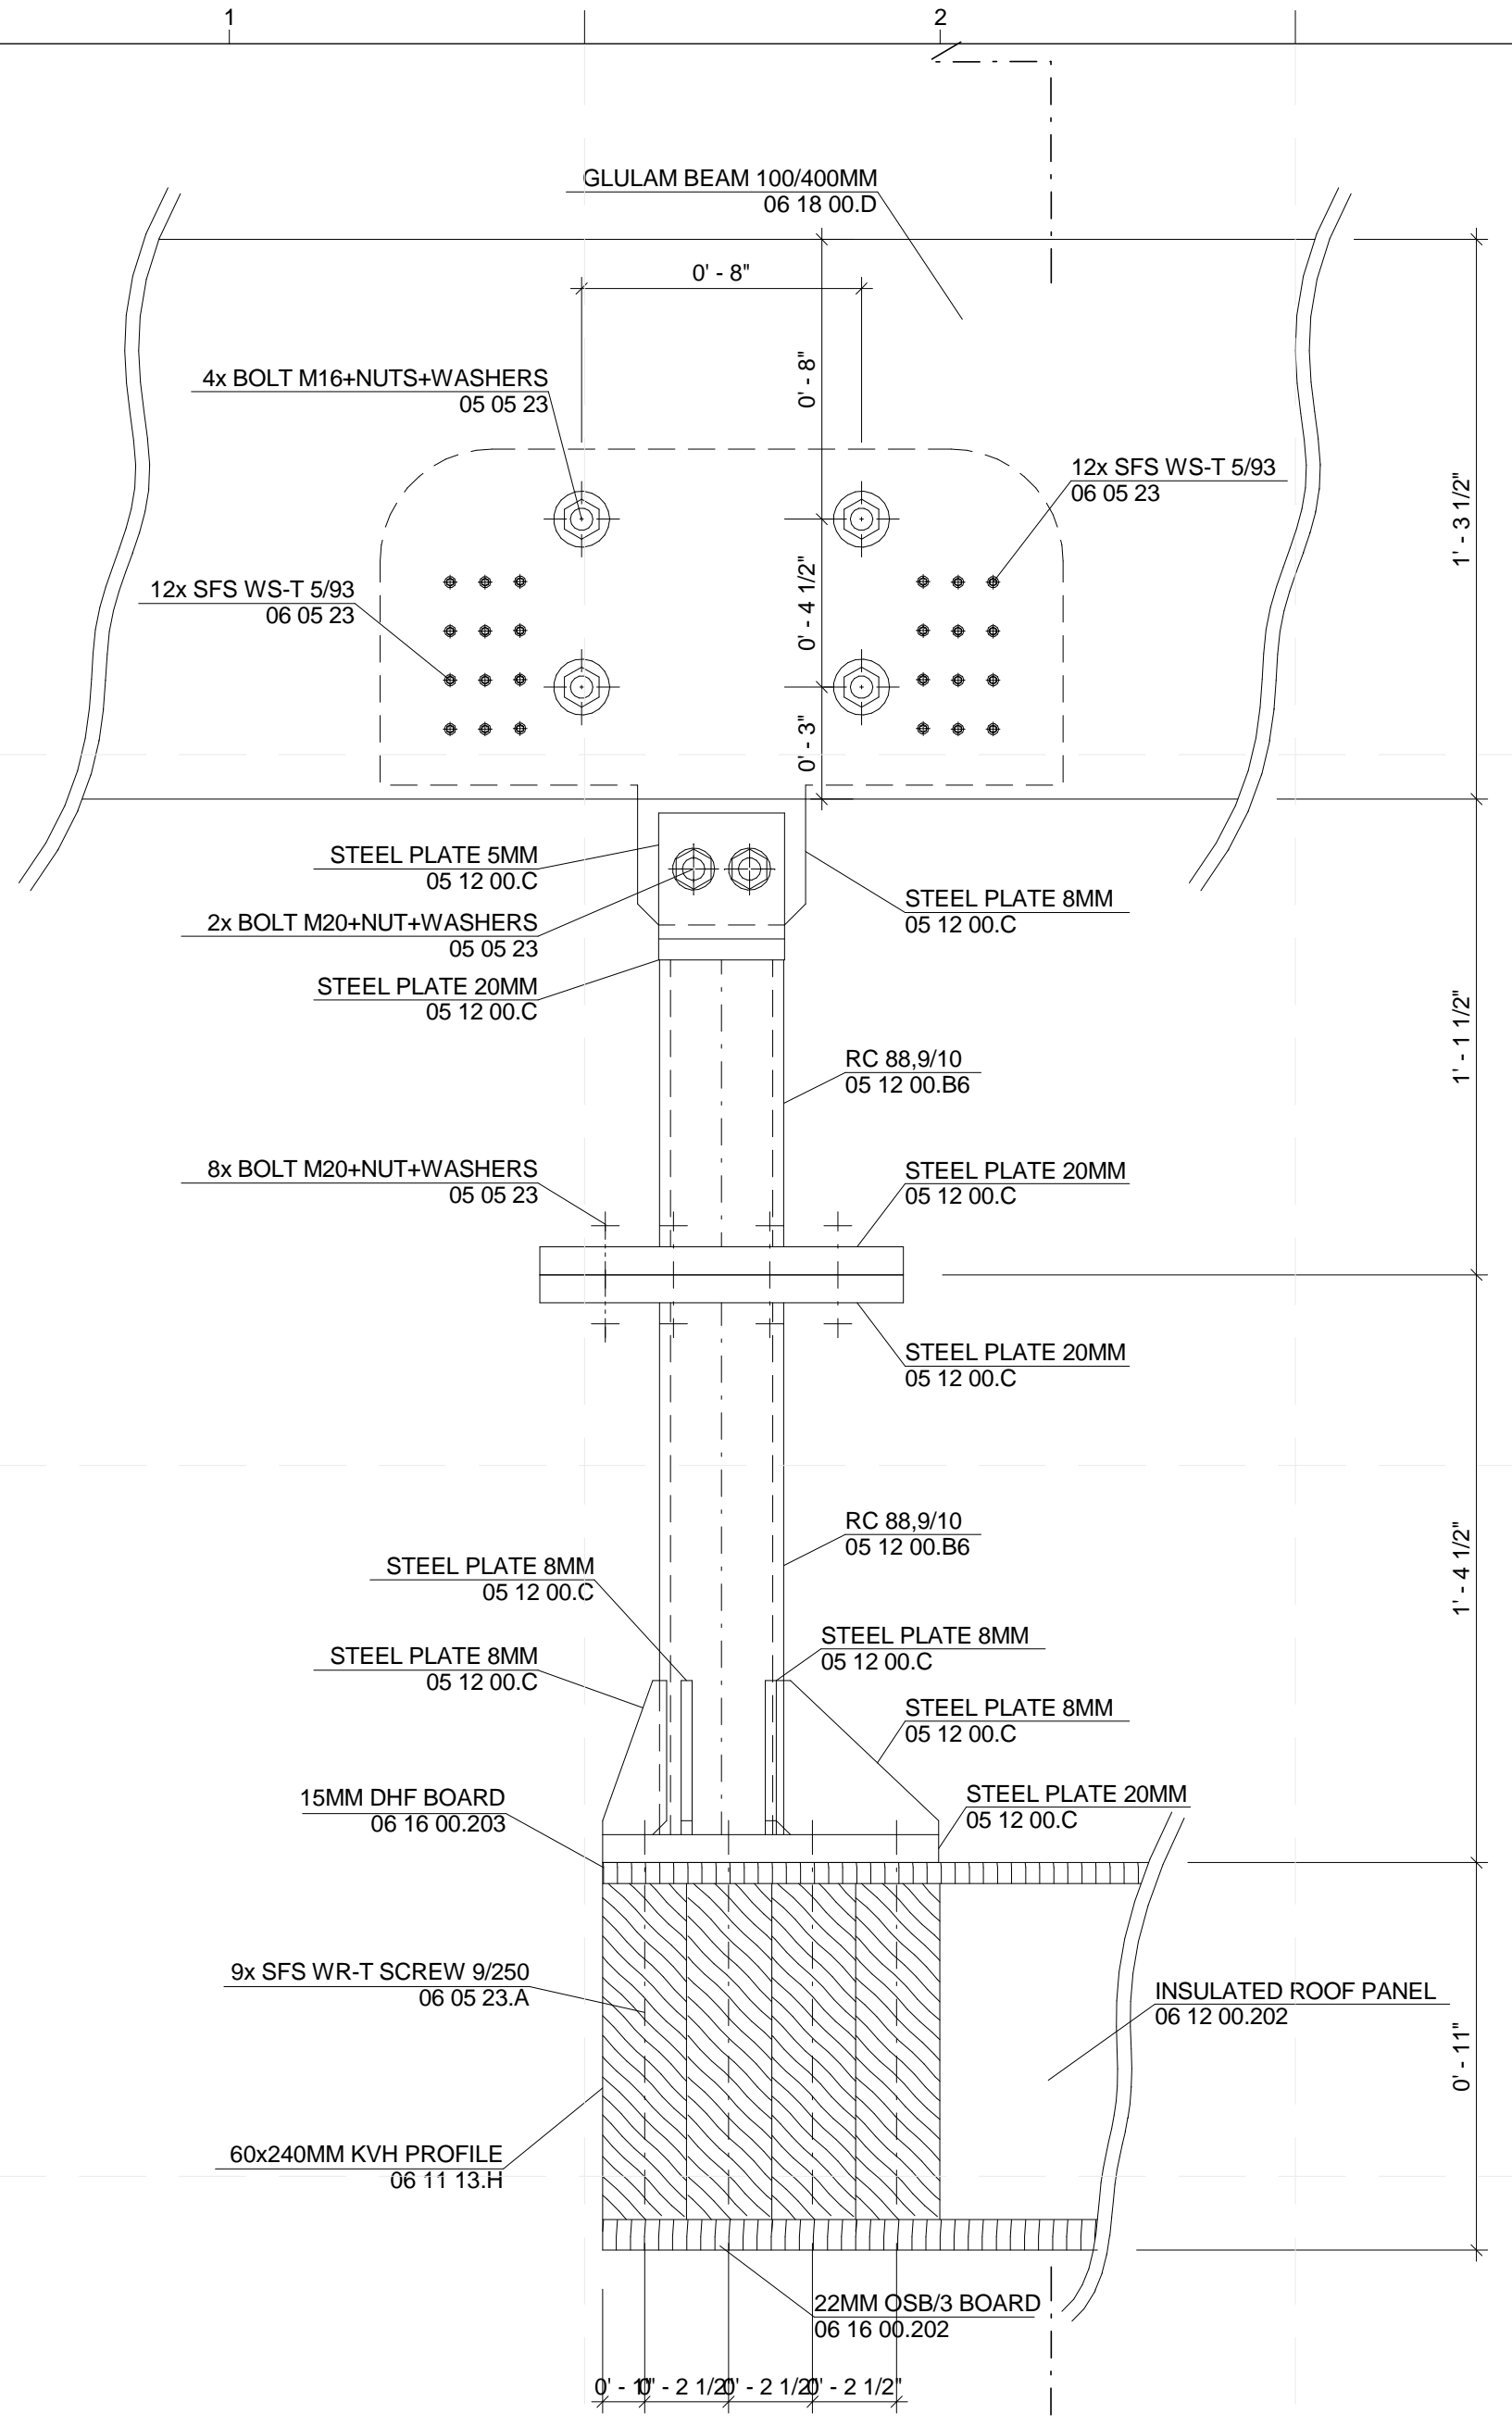 1
2
GLULAM BEAM 100/400MM
06 18 00.D
0' - 8"
0' - 8"
4x BOLT M16+NUTS+WASHERS
05 05 23
12x SFS WS-T 5/93
06 05 23
1' - 3 1/2"
12x SFS WS-T 5/93
06 05 23
0' - 4 1/2"
0' - 3"
STEEL PLATE 5MM
05 12 00.C
STEEL PLATE 8MM
05 12 00.C
2x BOLT M20+NUT+WASHERS
05 05 23
STEEL PLATE 20MM
05 12 00.C
1' - 1 1/2"
RC 88,9/10
05 12 00.B6
8x BOLT M20+NUT+WASHERS
05 05 23
STEEL PLATE 20MM
05 12 00.C
STEEL PLATE 20MM
05 12 00.C
RC 88,9/10
05 12 00.B6
1' - 4 1/2"
STEEL PLATE 8MM
05 12 00.C
STEEL PLATE 8MM
05 12 00.C
STEEL PLATE 8MM
05 12 00.C
STEEL PLATE 8MM
05 12 00.C
15MM DHF BOARD
06 16 00.203
STEEL PLATE 20MM
05 12 00.C
9x SFS WR-T SCREW 9/250
06 05 23.A
INSULATED ROOF PANEL
06 12 00.202
0' - 11"
60x240MM KVH PROFILE
06 11 13.H
22MM OSB/3 BOARD
06 16 00.202
0' - 1" 0' - 2 1/2" 0' - 2 1/2" 0' - 2 1/2"